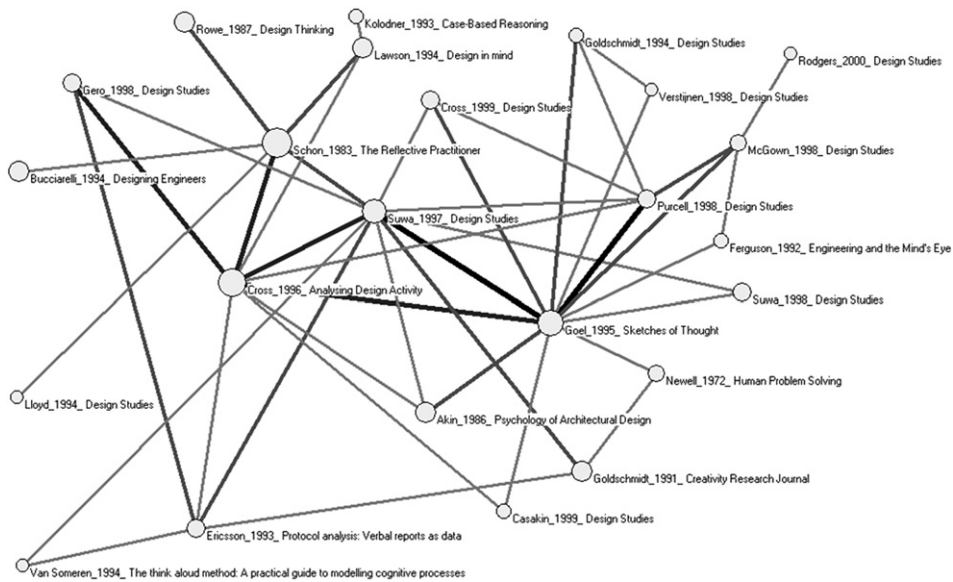 Rowe_1987_ Design Thinking
Kolodner_1993_ Case-Based Reasoning
Lawson_1994_ Design in mind
Goldschmidt_1994_ Design Studies
Rodgers_2000_ Design Studies
Gero_1998_ Design Studies
Verstijnen_1998_ Design Studies
Cross_1999_ Design Studies
Schon_1983_ The Reflective Practitioner
McGown_1998_ Design Studies
Bucciarelli_1994_ Designing Engineers
Purcell_1998_ Design Studies
Suwa_1997_ Design Studies
Ferguson_1992_ Engineering and the Mind's Eye
Cross_1996_ Analysing Design Activity
Suwa_1998_ Design Studies
Goel_1995_ Sketches of Thought
Newell_1972_ Human Problem Solving
Lloyd_1994_ Design Studies
Akin_1986_ Psychology of Architectural Design
Goldschmidt_1991_ Creativity Research Journal
Casakin_1999_ Design Studies
Ericsson_1993_ Protocol analysis: Verbal reports as data
Van Someren_1994_ The think aloud method: A practical guide to modelling cognitive processes